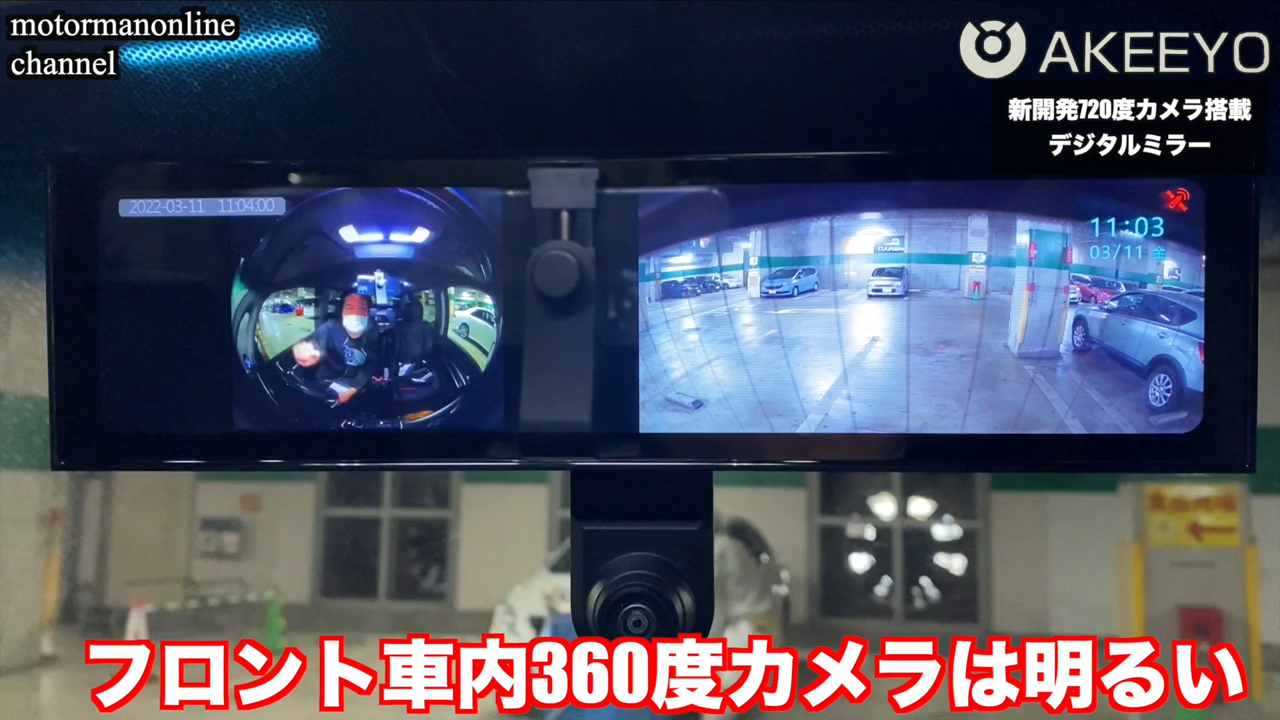 motormanonline
channel
AKEEYO
新開発720度カメラ搭載
デジタルミラー
2022-03-11 11:04:00
11:03
03/11 金
フロント車内360度カメラは明るい